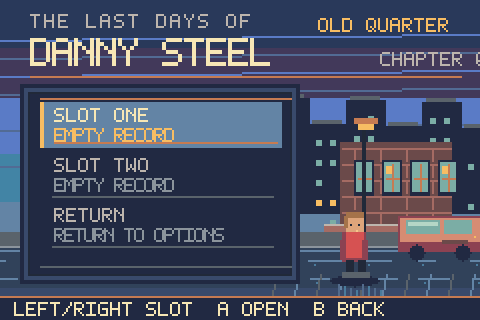 THE LAST DAYS OF
DANNY STEEL
OLD QUARTER
CHAPTER
SLOT ONE
EMPTY RECORD
SLOT TWO
EMPTY RECORD
RETURN
RETURN TO OPTIONS
LEFT/RIGHT SLOT A OPEN B BACK